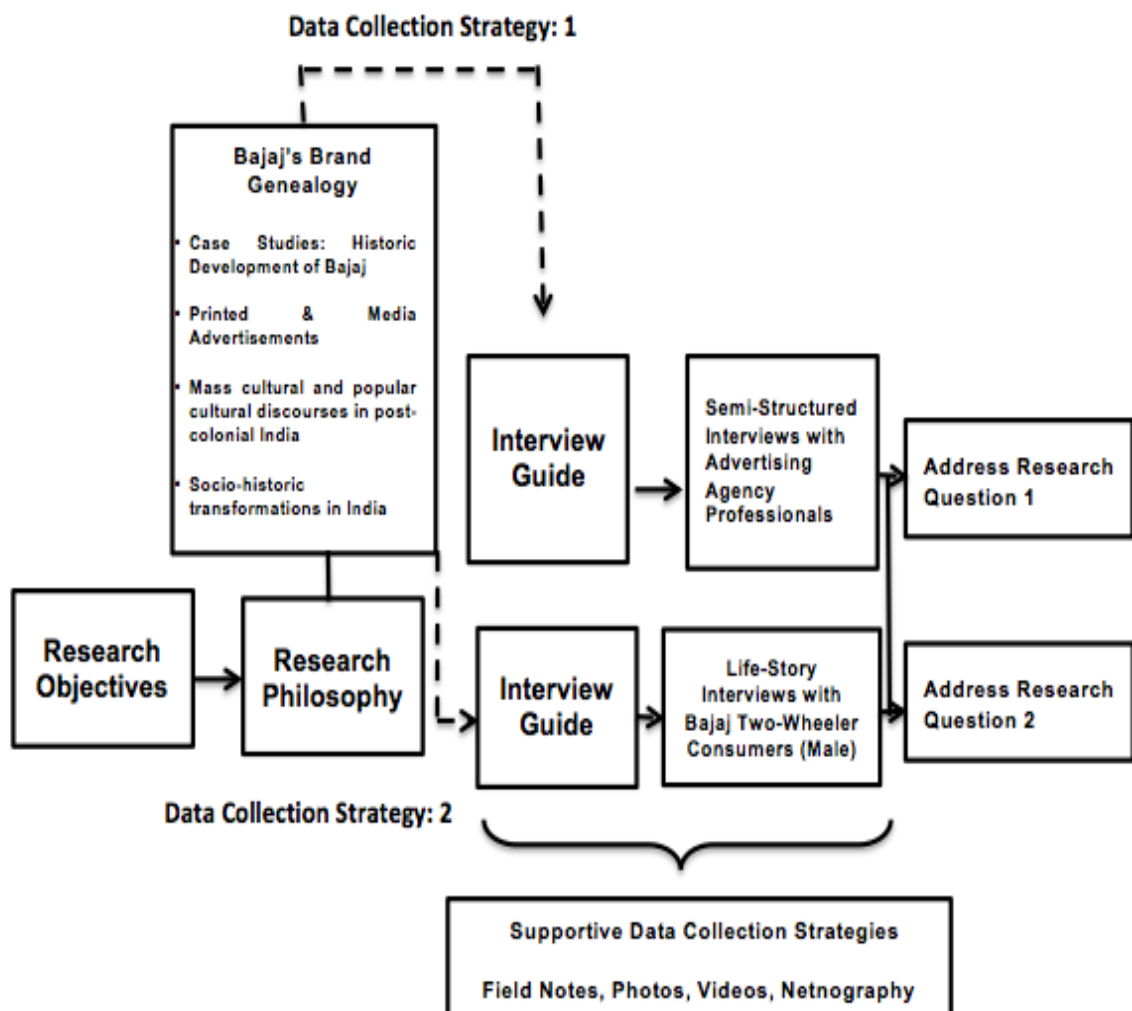 Data Collection Strategy: 1
Bajaj's Brand
Genealogy
▪ Case Studies: Historic
Development of Bajaj
▪ Printed & Media
Advertisements
▪ Mass cultural and popular
cultural discourses in post-
colonial India
▪ Socio-historic
transformations in India
Interview
Guide
Semi-Structured
Interviews with
Advertising
Agency
Professionals
Address Research
Question 1
Research
Objectives
Research
Philosophy
Interview
Guide
Life-Story
Interviews with
Bajaj Two-Wheeler
Consumers (Male)
Address Research
Question 2
Data Collection Strategy: 2
Supportive Data Collection Strategies
Field Notes, Photos, Videos, Netnography